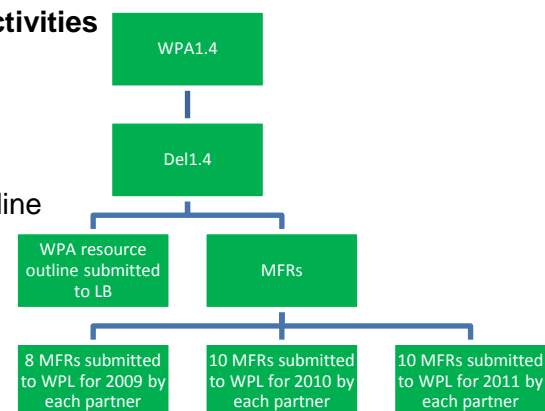 ctivities
WPA1.4
Del1.4
line
WPA resource
outline submitted
to LB
MFRs
8 MFRs submitted
to WPL for 2009 by
each partner
10 MFRs submitted
to WPL for 2010 by
each partner
10 MFRs submitted
to WPL for 2011 by
each partner